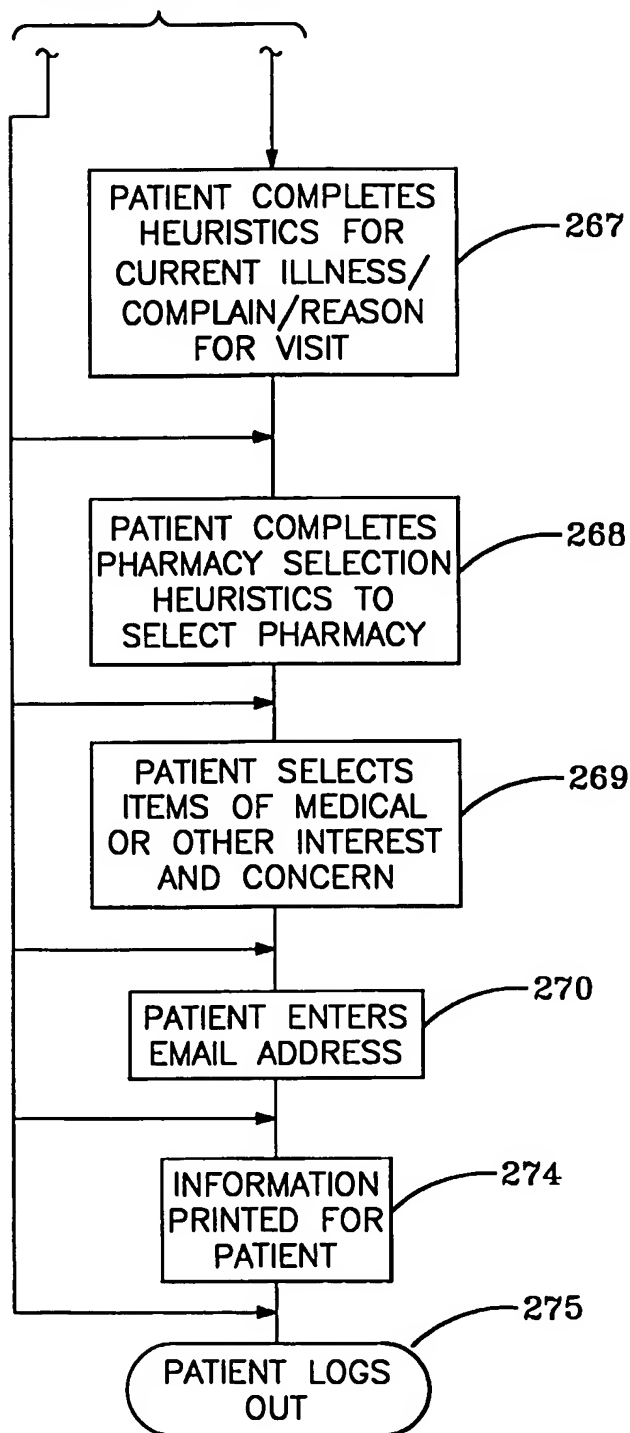 PATIENT COMPLETES
HEURISTICS FOR
CURRENT ILLNESS/
COMPLAIN/REASON
FOR VISIT
267
PATIENT COMPLETES
PHARMACY SELECTION
HEURISTICS TO
SELECT PHARMACY
268
PATIENT SELECTS
ITEMS OF MEDICAL
OR OTHER INTEREST
AND CONCERN
269
PATIENT ENTERS
EMAIL ADDRESS
270
INFORMATION
PRINTED FOR
PATIENT
274
PATIENT LOGS
OUT
275